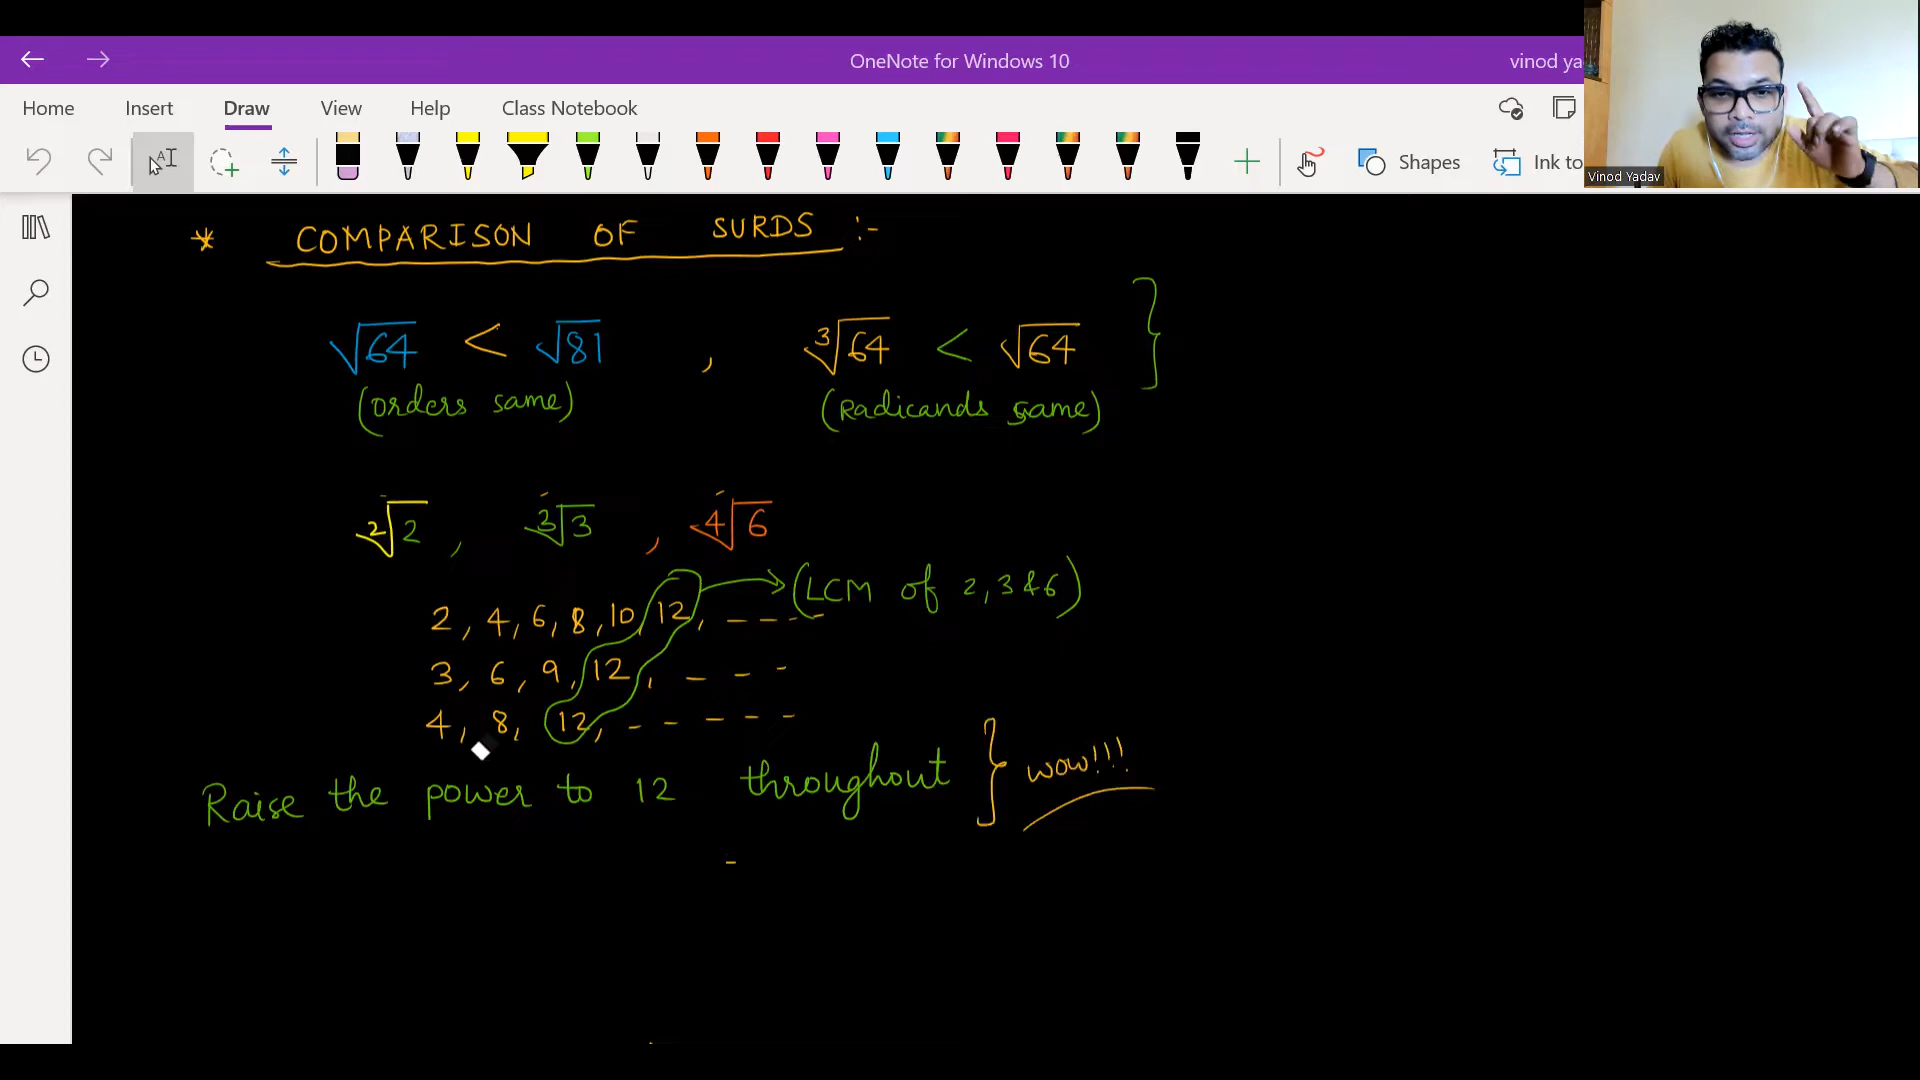 OneNote for Windows 10
vinod ya
Home Insert Draw View Help Class Notebook
Shapes Ink to
Vinod Yadav
* COMPARISON OF SURDS :-
√64 < √81 , ³√64 < √64 }
(orders same) (Radicands same)
²√2 , ³√3 , ⁴√6
2, 4, 6, 8, 10, 12, ---- → (LCM of 2, 3 & 6)
3, 6, 9, 12, - - -
4, 8, 12, - - - - -
Raise the power to 12 throughout } wow!!!